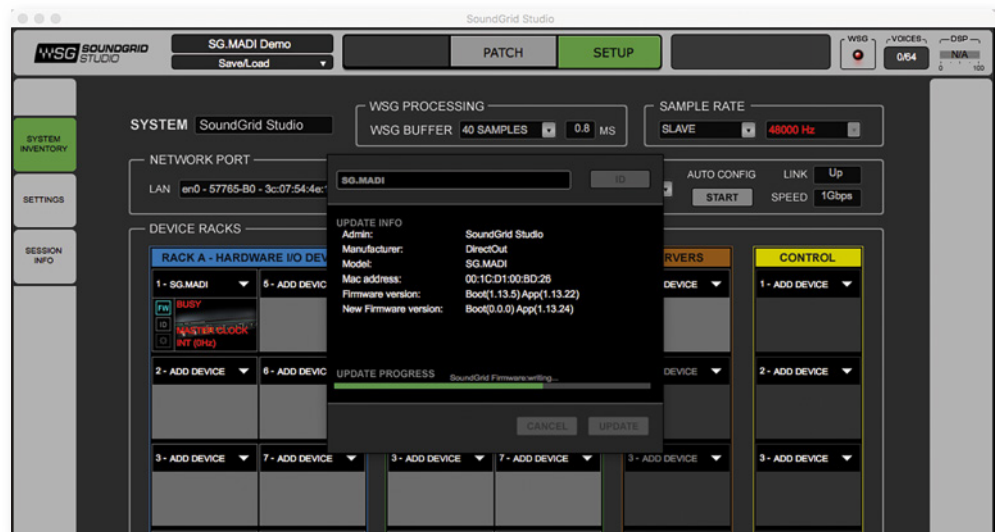 SoundGrid Studio
WSG SOUNDGRID STUDIO
SG.MADI Demo
Save/Load
PATCH
SETUP
WSG
VOICES
0/64
DSP
N/A
0 100
SYSTEM INVENTORY
SETTINGS
SESSION INFO
SYSTEM SoundGrid Studio
WSG PROCESSING
WSG BUFFER 40 SAMPLES 0.8 MS
SAMPLE RATE
SLAVE 48000 Hz
NETWORK PORT
LAN en0 - 57765-B0 - 3c:07:54:4e:
AUTO CONFIG
START
LINK Up
SPEED 1Gbps
DEVICE RACKS
RACK A - HARDWARE I/O DEV
RVERS
CONTROL
1 - SG.MADI
5 - ADD DEVIC
DEVICE
1 - ADD DEVICE
FW BUSY
ID
MASTER CLOCK
INT (0Hz)
2 - ADD DEVICE
6 - ADD DEVIC
DEVICE
2 - ADD DEVICE
3 - ADD DEVICE
7 - ADD DEVICE
3 - ADD DEVICE
7 - ADD DEVICE
3 - ADD DEVICE
3 - ADD DEVICE
SG.MADI
ID
UPDATE INFO
Admin: SoundGrid Studio
Manufacturer: DirectOut
Model: SG.MADI
Mac address: 00:1C:D1:00:BD:26
Firmware version: Boot(1.13.5) App(1.13.22)
New Firmware version: Boot(0.0.0) App(1.13.24)
UPDATE PROGRESS SoundGrid Firmware:writing...
CANCEL
UPDATE